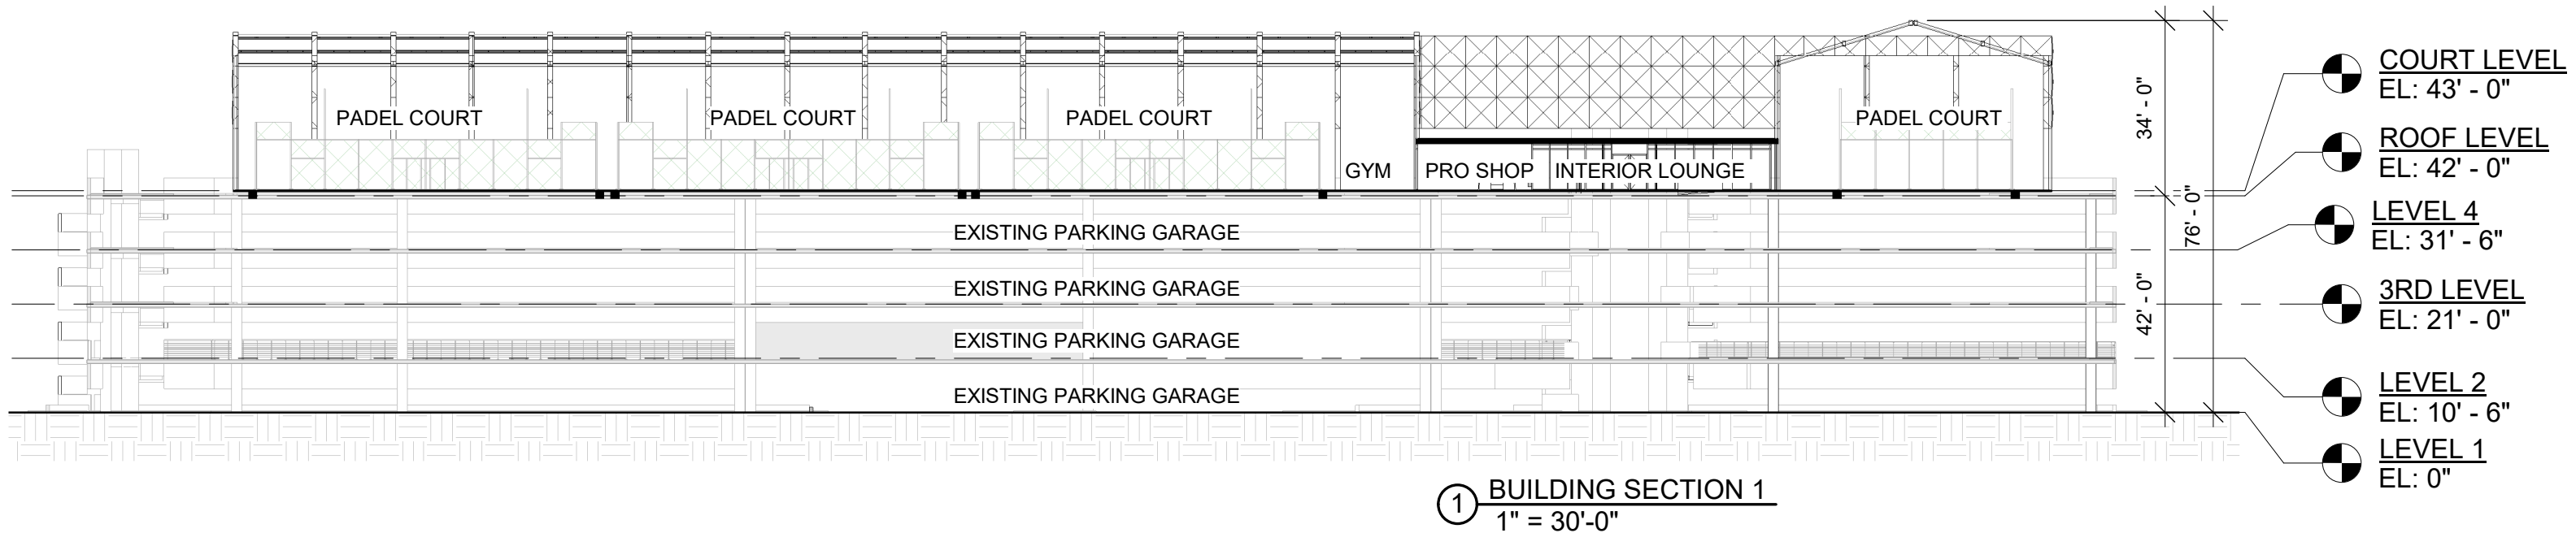 PADEL COURT
PADEL COURT
PADEL COURT
PADEL COURT
GYM
PRO SHOP
INTERIOR LOUNGE
EXISTING PARKING GARAGE
EXISTING PARKING GARAGE
EXISTING PARKING GARAGE
EXISTING PARKING GARAGE
34' - 0"
42' - 0"
76' - 0"
COURT LEVEL
EL: 43' - 0"
ROOF LEVEL
EL: 42' - 0"
LEVEL 4
EL: 31' - 6"
3RD LEVEL
EL: 21' - 0"
LEVEL 2
EL: 10' - 6"
LEVEL 1
EL: 0"
1
BUILDING SECTION 1
1" = 30'-0"